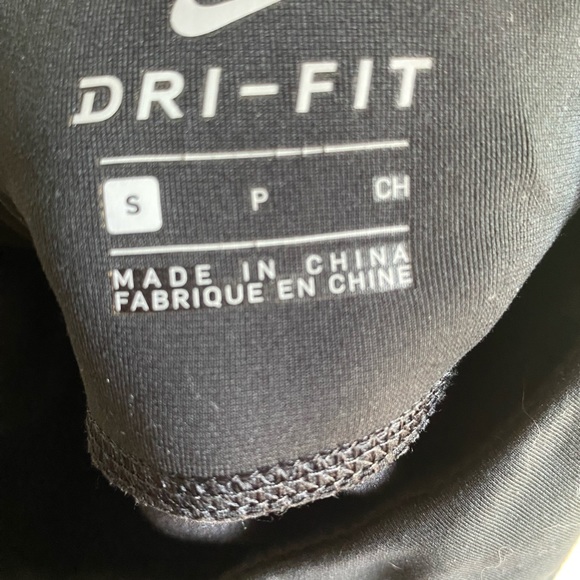 DRI-FIT
S P CH
MADE IN CHINA
FABRIQUE EN CHINE